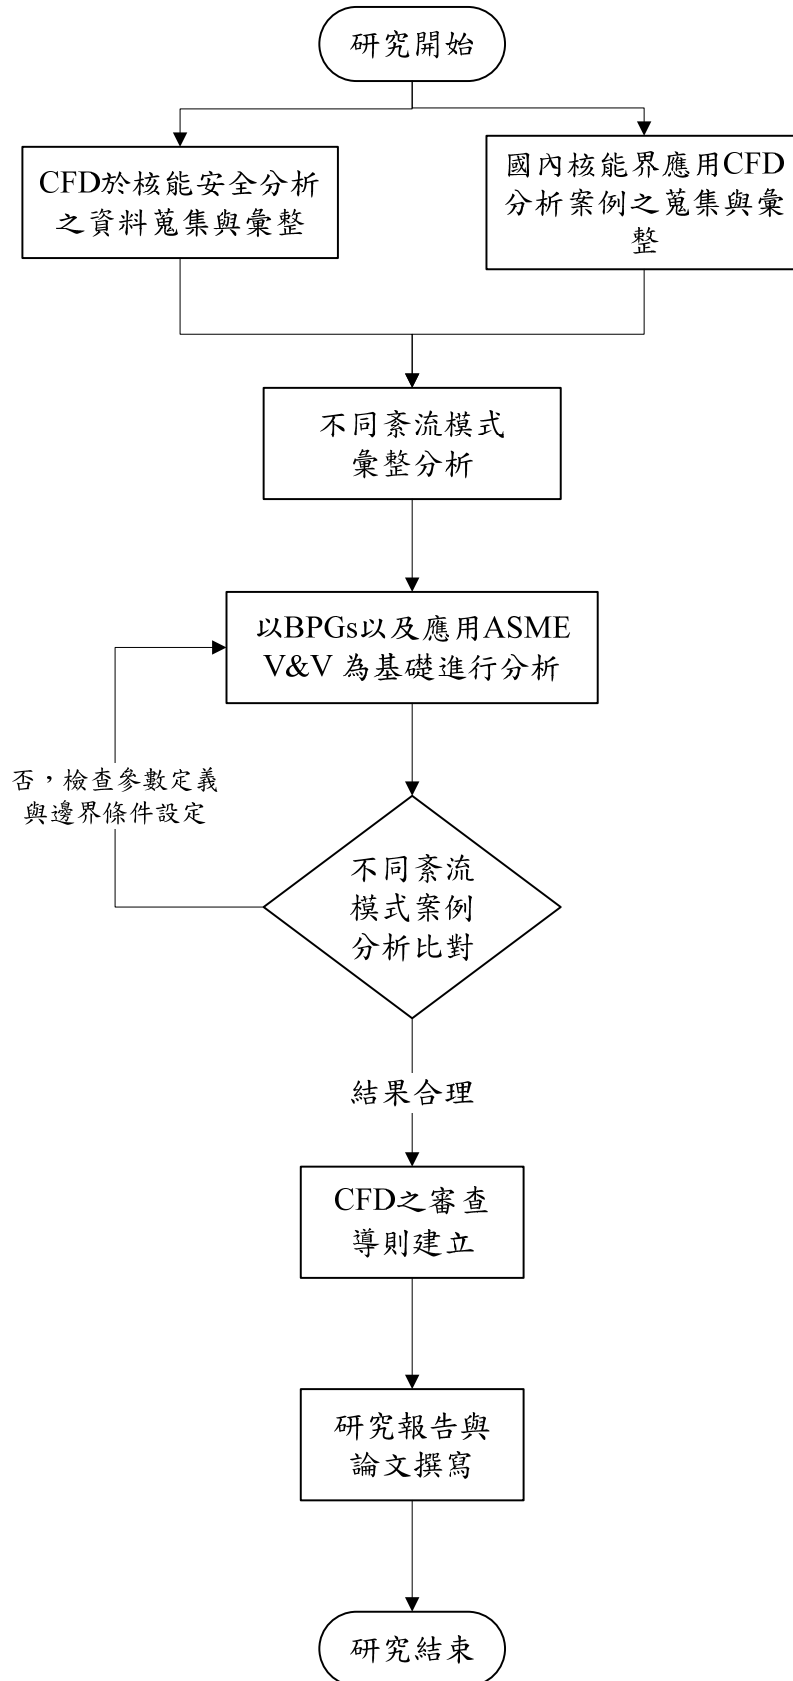 研究開始
CFD於核能安全分析
之資料蒐集與彙整
國內核能界應用CFD
分析案例之蒐集與彙
整
不同紊流模式
彙整分析
以BPGs以及應用ASME
V&V 為基礎進行分析
否，檢查參數定義
與邊界條件設定
不同紊流
模式案例
分析比對
結果合理
CFD之審查
導則建立
研究報告與
論文撰寫
研究結束